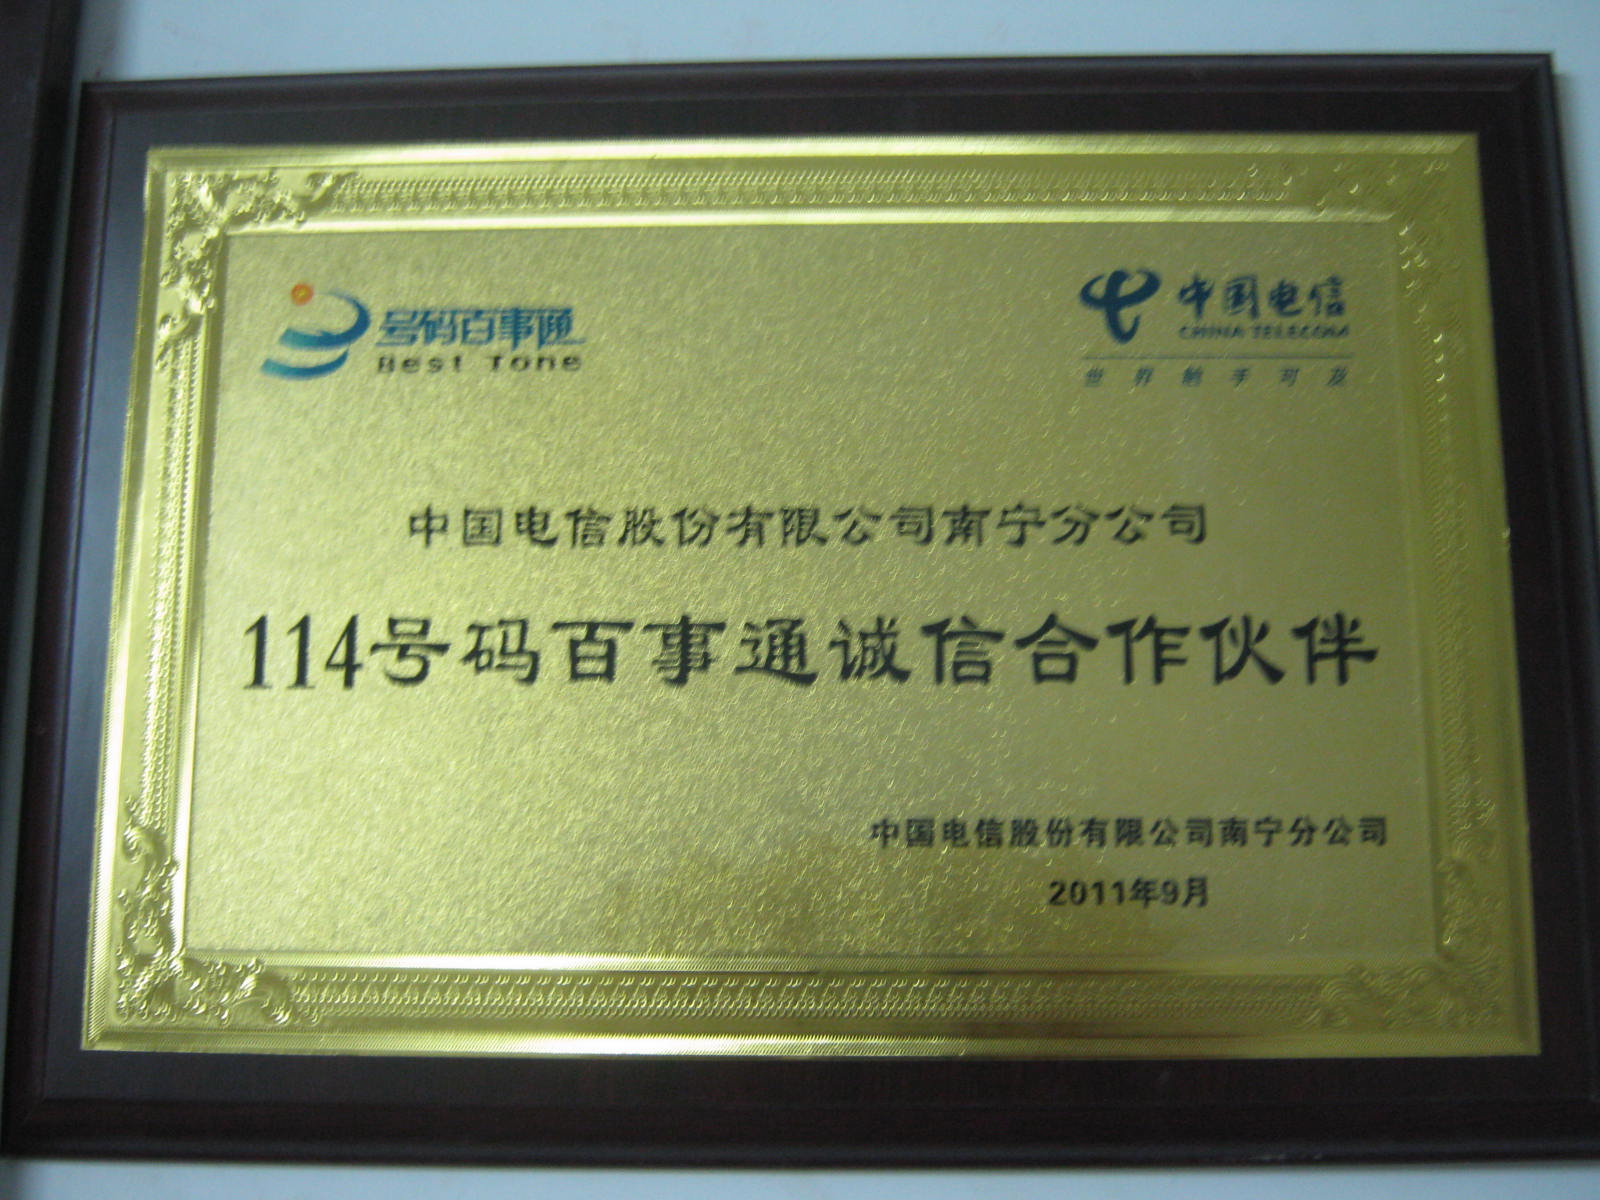 号码百事通
Best Tone
中国电信
CHINA TELECOM
世界触手可及
中国电信股份有限公司南宁分公司
114号码百事通诚信合作伙伴
中国电信股份有限公司南宁分公司
2011年9月